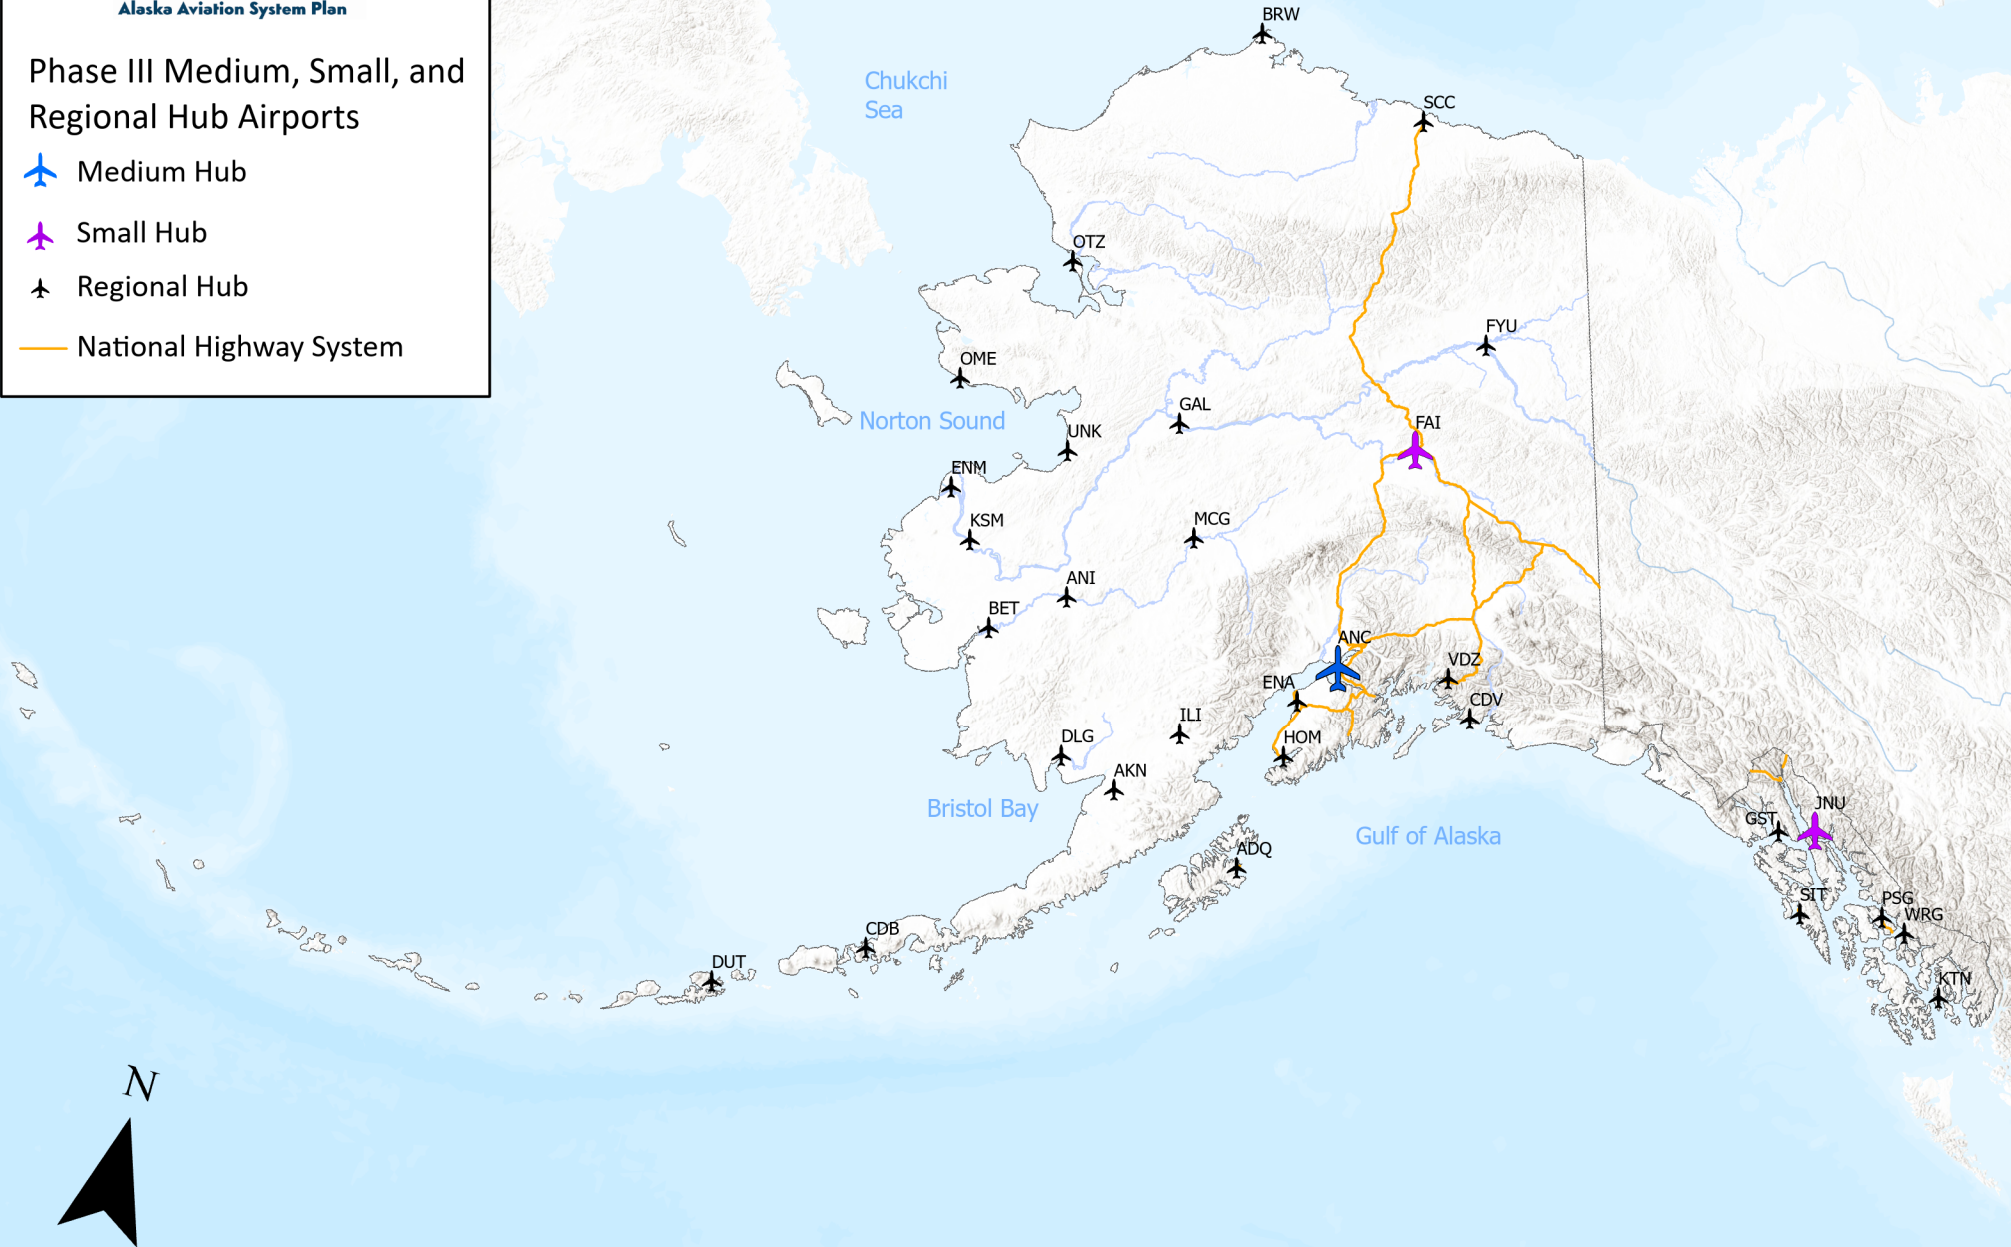 Alaska Aviation System Plan
Phase III Medium, Small, and
Regional Hub Airports
Medium Hub
Small Hub
Regional Hub
National Highway System
BRW
Chukchi
Sea
SCC
OTZ
FYU
OME
GAL
Norton Sound
FAI
UNK
ENM
KSM
MCG
ANI
BET
ANC
VDZ
ENA
CDV
ILI
DLG
HOM
AKN
Bristol Bay
JNU
GST
Gulf of Alaska
ADQ
SIT
PSG
WRG
CDB
DUT
KTN
N